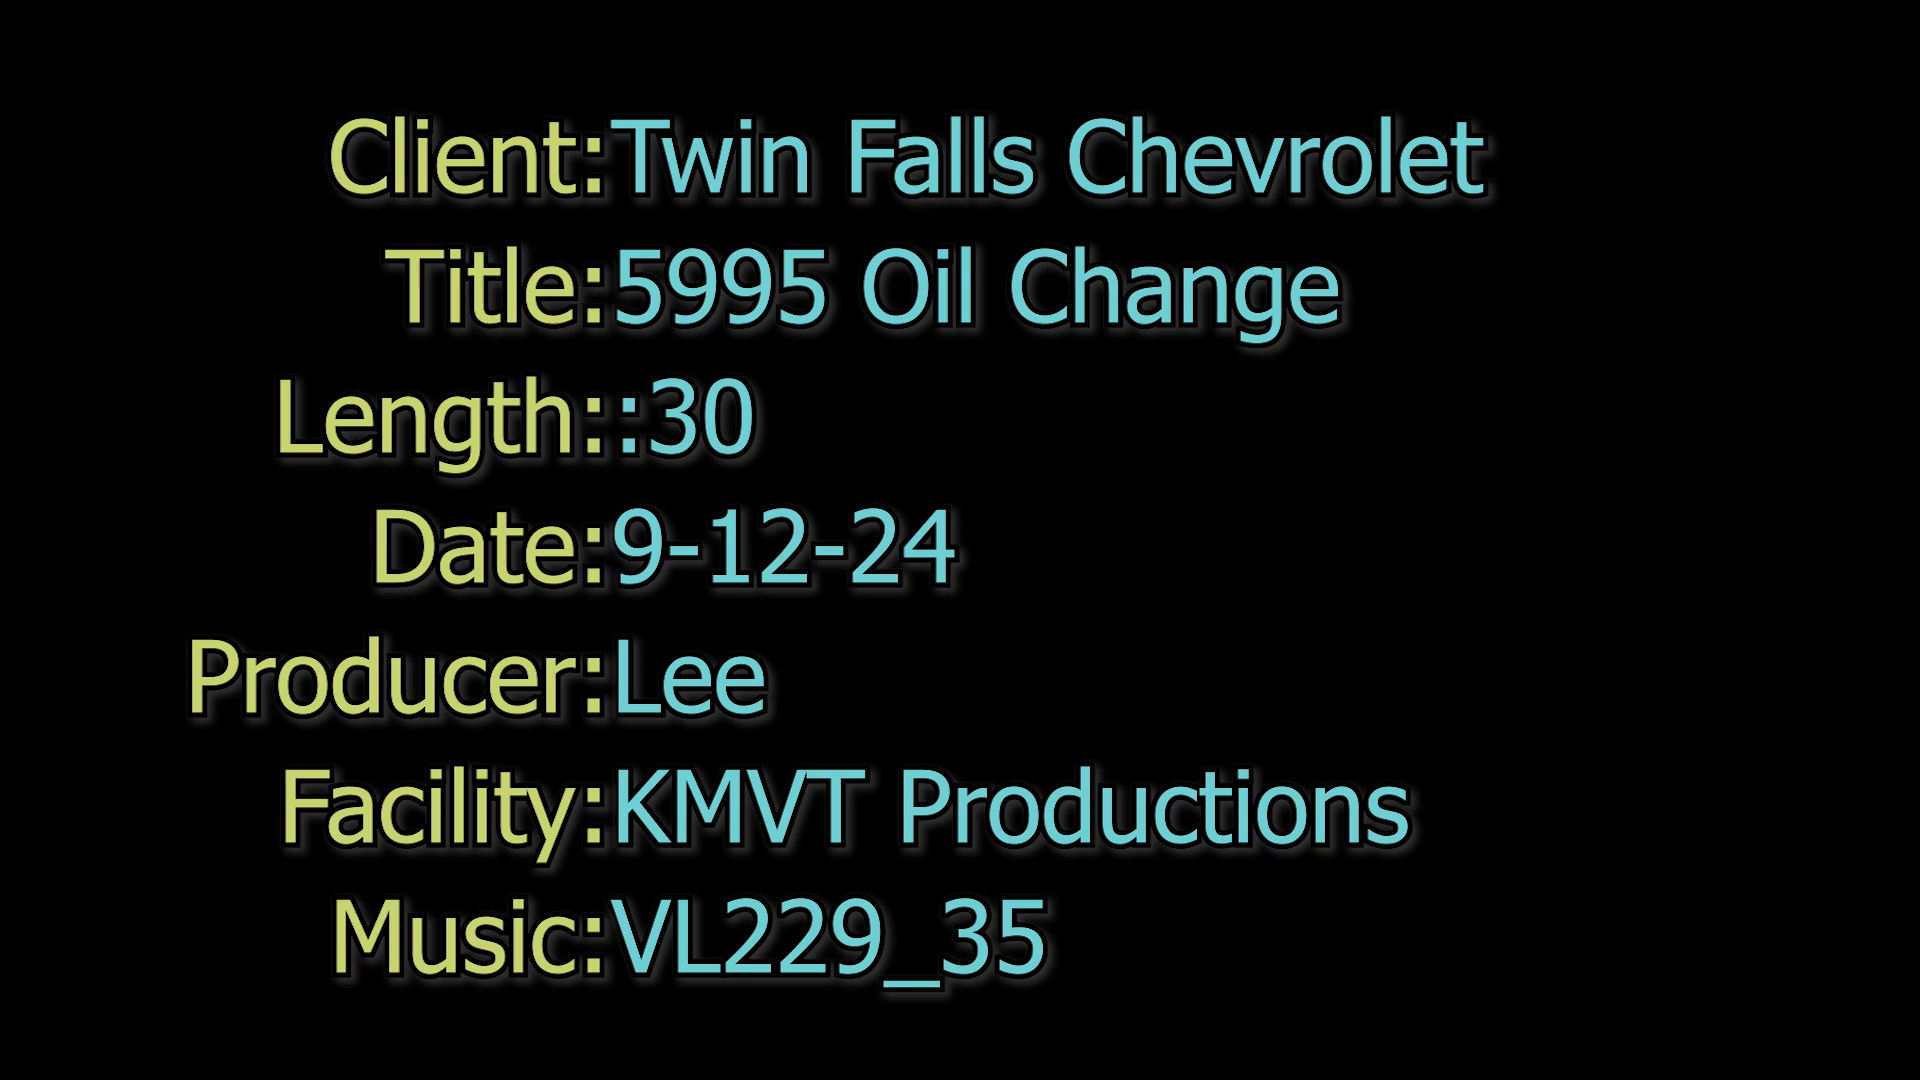 Client:Twin Falls Chevrolet
Title:5995 Oil Change
Length::30
Date:9-12-24
Producer:Lee
Facility:KMVT Productions
Music:VL229_35